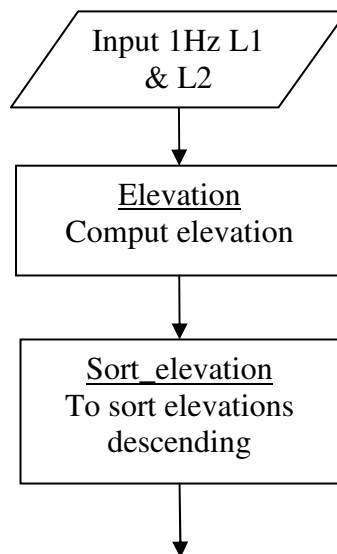 Input 1Hz L1
& L2
Elevation
Comput elevation
Sort_elevation
To sort elevations
descending